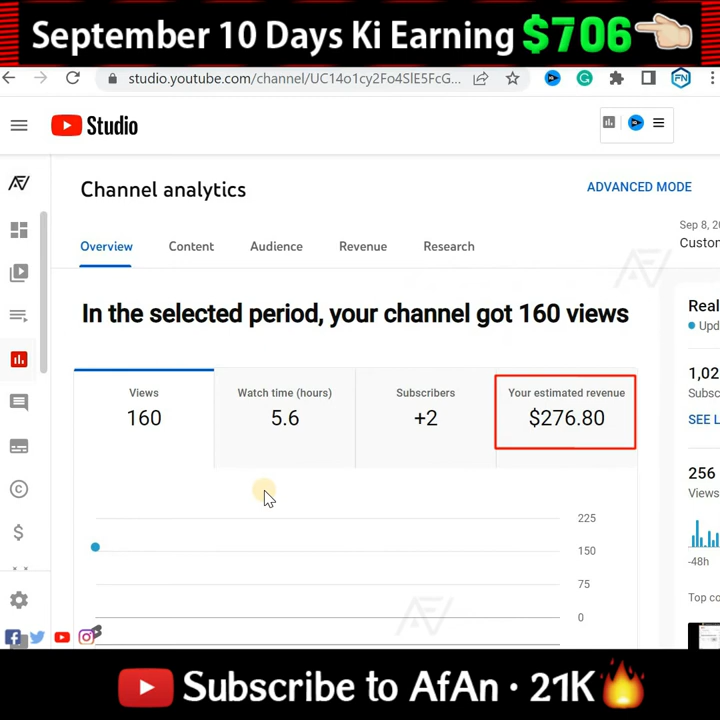 September 10 Days Ki Earning $706
studio.youtube.com/channel/UC14o1cy2Fo4SlE5FcG...
FN
Studio
Channel analytics
ADVANCED MODE
Sep 8, 20
Custom
Overview Content Audience Revenue Research
In the selected period, your channel got 160 views
Views Watch time (hours) Subscribers Your estimated revenue
160 5.6 +2 $276.80
225
150
75
0
Real
Upd
1,02
Subsc
SEE L
256
Views
-48h
Top co
Subscribe to AfAn · 21K